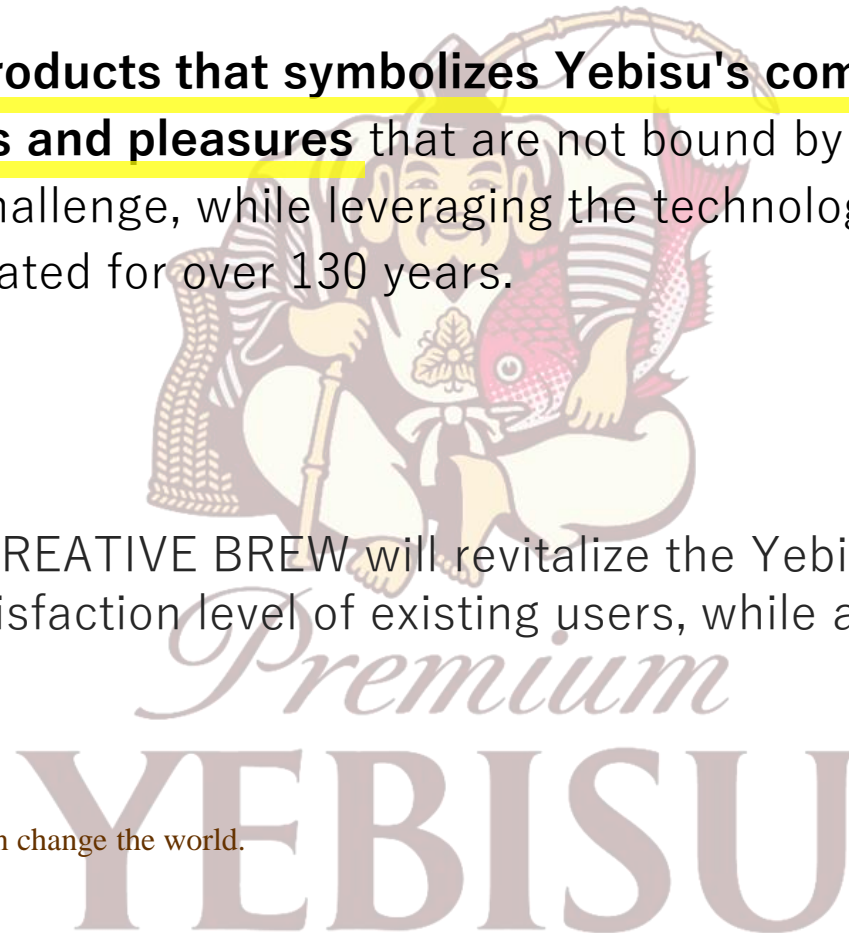 roducts that symbolizes Yebisu's com
s and pleasures that are not bound by
hallenge, while leveraging the technolog
ated for over 130 years.
REATIVE BREW will revitalize the Yebi
isfaction level of existing users, while a
Premium
YEBISU
n change the world.